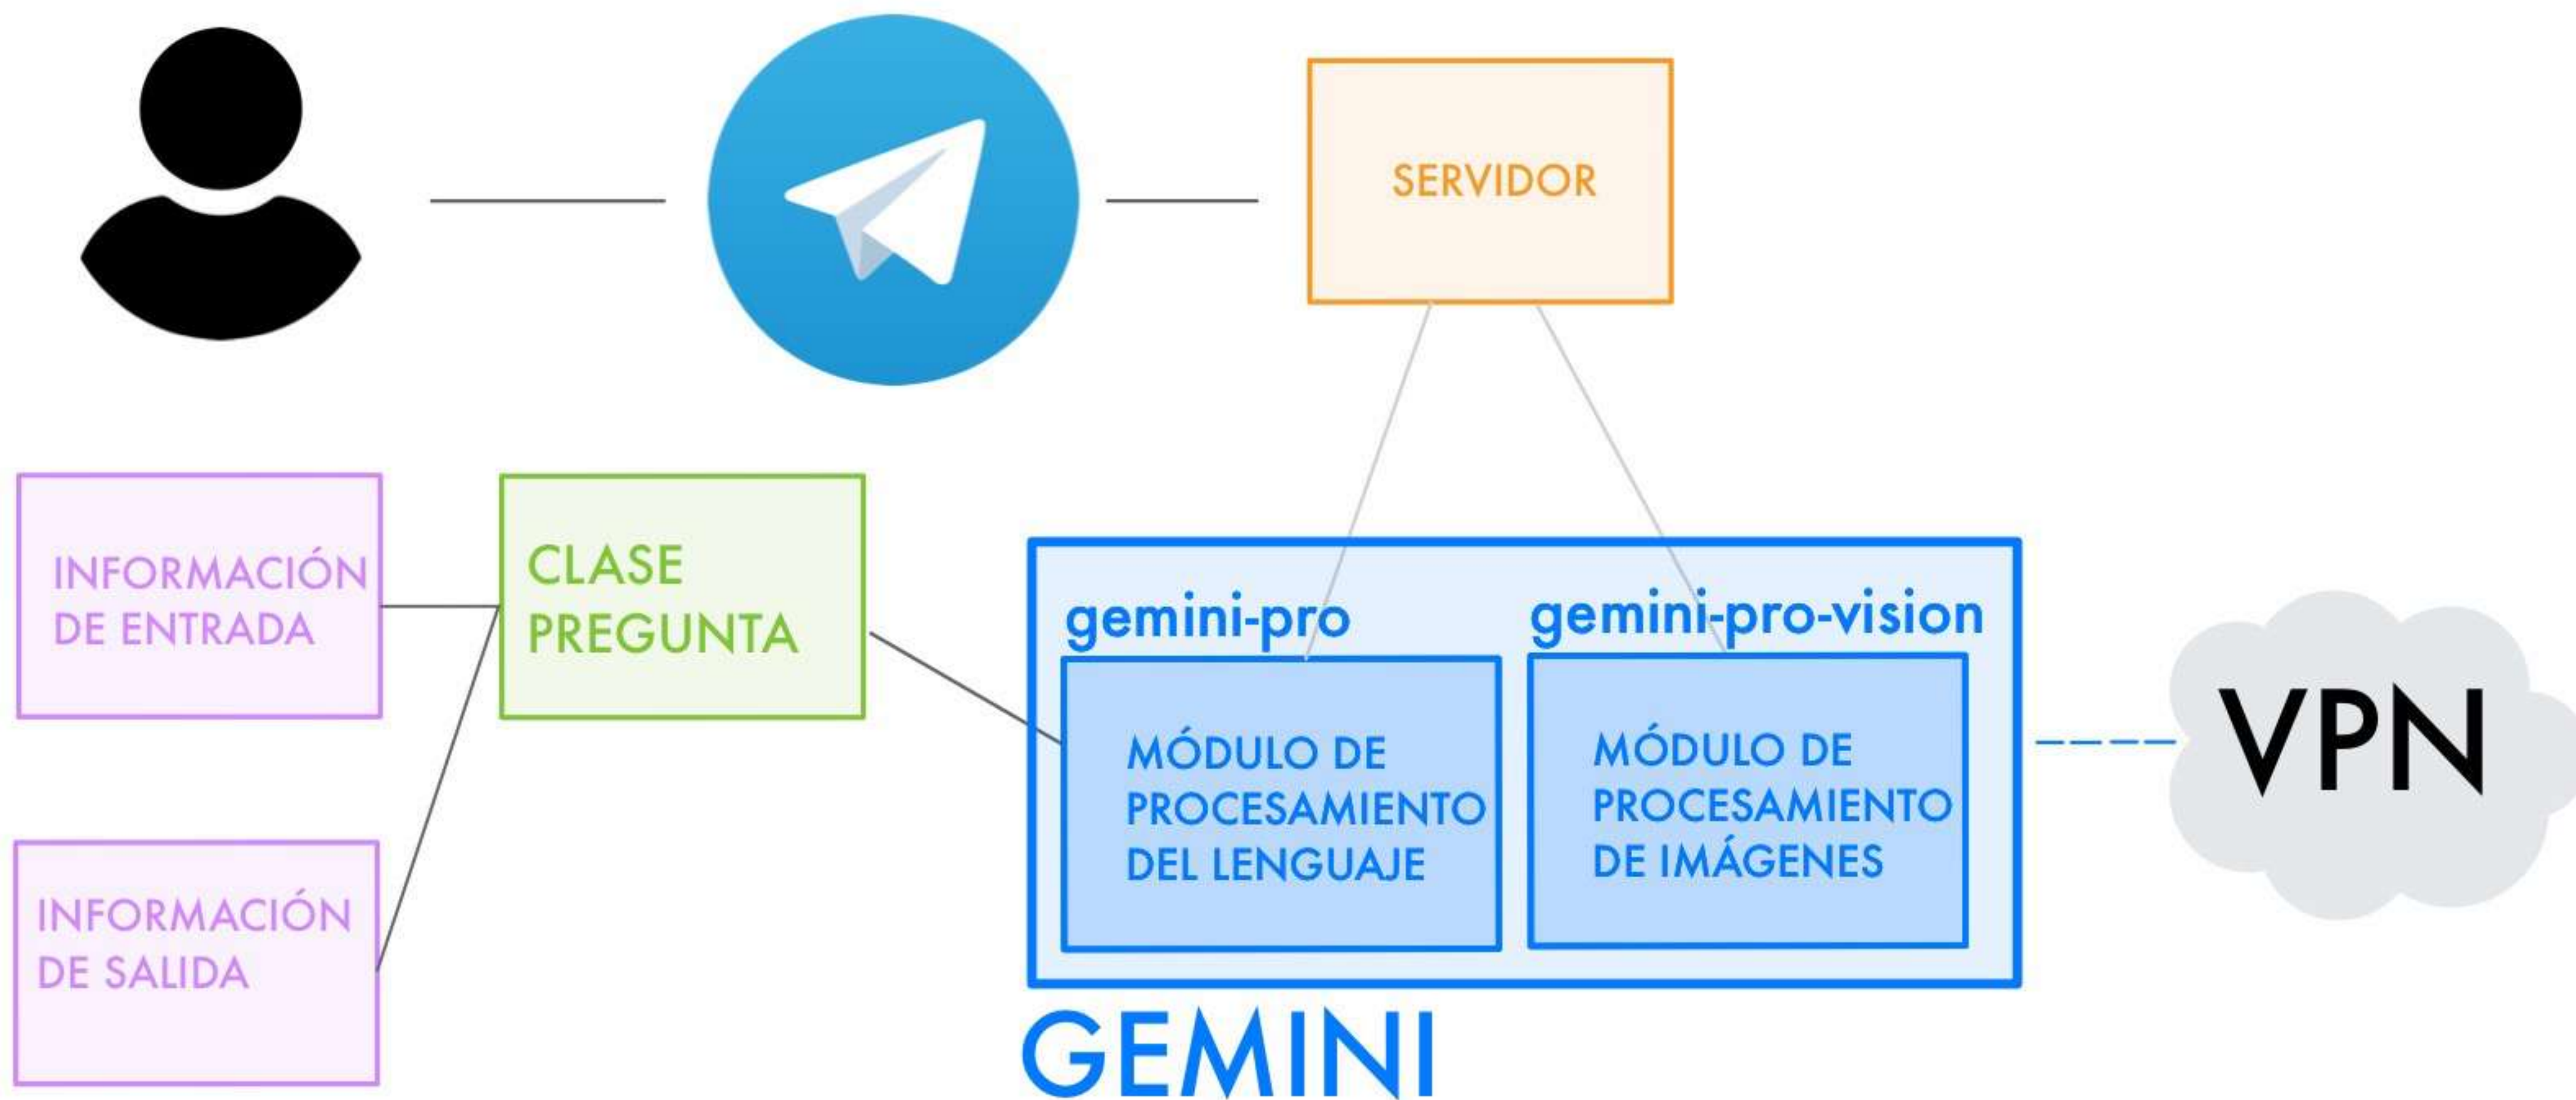 SERVIDOR
INFORMACIÓN
DE ENTRADA
CLASE
PREGUNTA
INFORMACIÓN
DE SALIDA
gemini-pro
MÓDULO DE
PROCESAMIENTO
DEL LENGUAJE
gemini-pro-vision
MÓDULO DE
PROCESAMIENTO
DE IMÁGENES
GEMINI
VPN